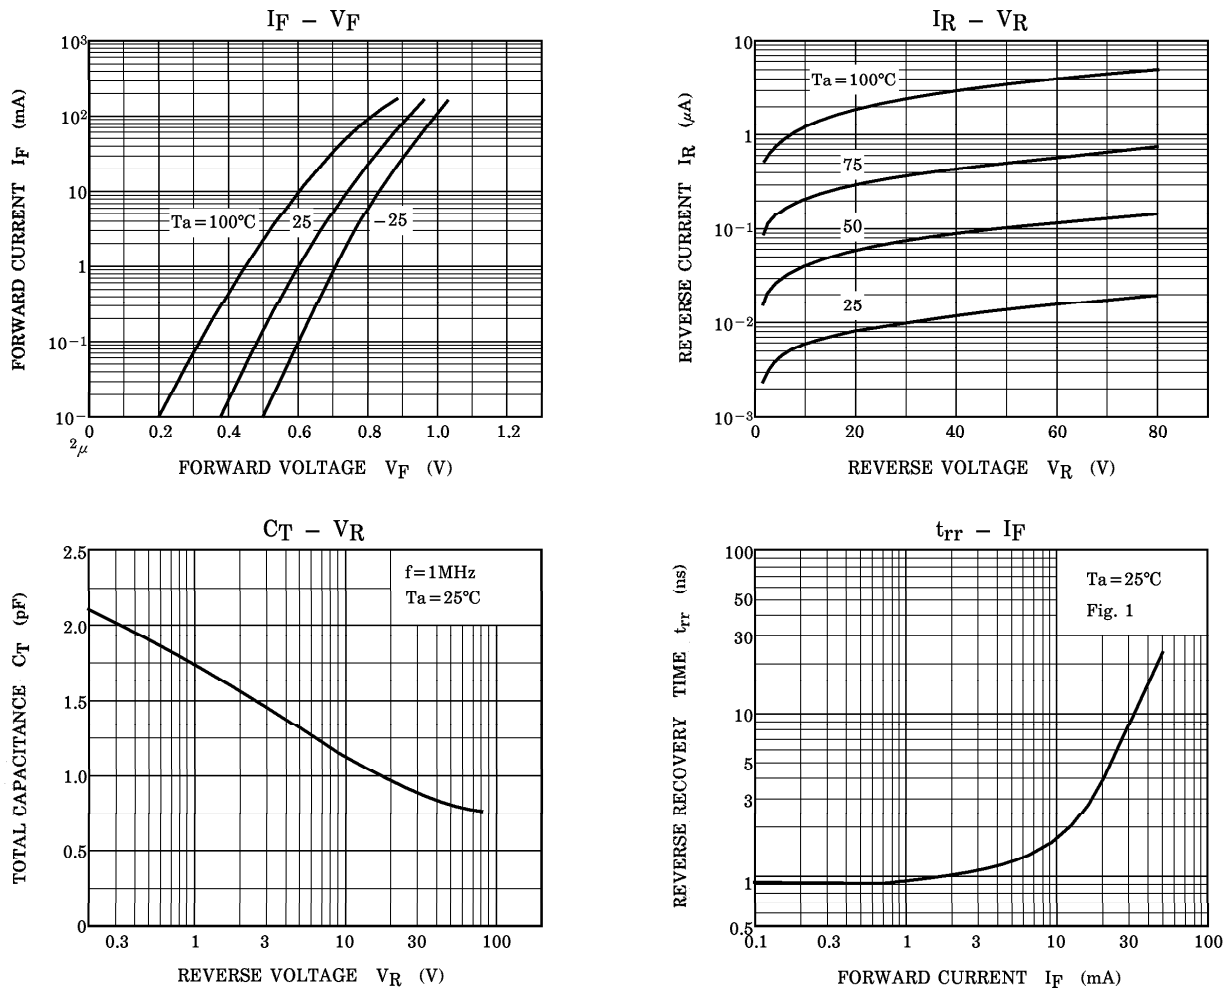 IF – VF
10³
10²
10
1
10⁻¹
10⁻
2μ
0
0.2
0.4
0.6
0.8
1.0
1.2
Ta=100°C
25
−25
FORWARD CURRENT IF (mA)
FORWARD VOLTAGE VF (V)
IR – VR
10
1
10⁻¹
10⁻²
10⁻³
0
20
40
60
80
Ta=100°C
75
50
25
REVERSE CURRENT IR (μA)
REVERSE VOLTAGE VR (V)
CT – VR
2.5
2.0
1.5
1.0
0.5
0
0.3
1
3
10
30
100
f=1MHz
Ta=25°C
TOTAL CAPACITANCE CT (pF)
REVERSE VOLTAGE VR (V)
trr – IF
100
50
30
10
5
3
1
0.5
0.1
0.3
1
3
10
30
100
Ta=25°C
Fig. 1
REVERSE RECOVERY TIME trr (ns)
FORWARD CURRENT IF (mA)